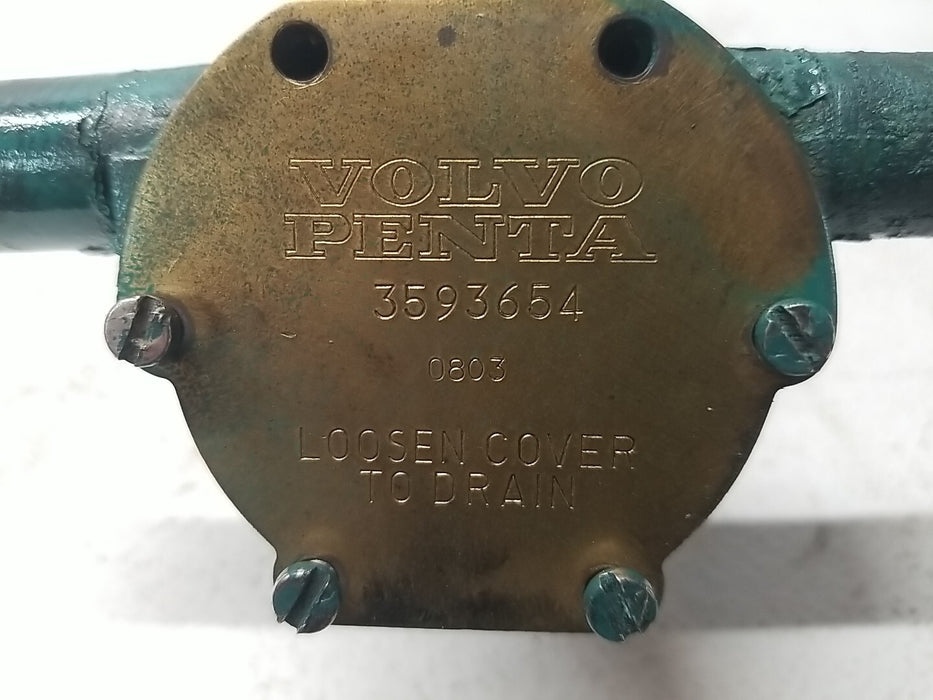 VOLVO
PENTA
3593654
0803
LOOSEN COVER
TO DRAIN